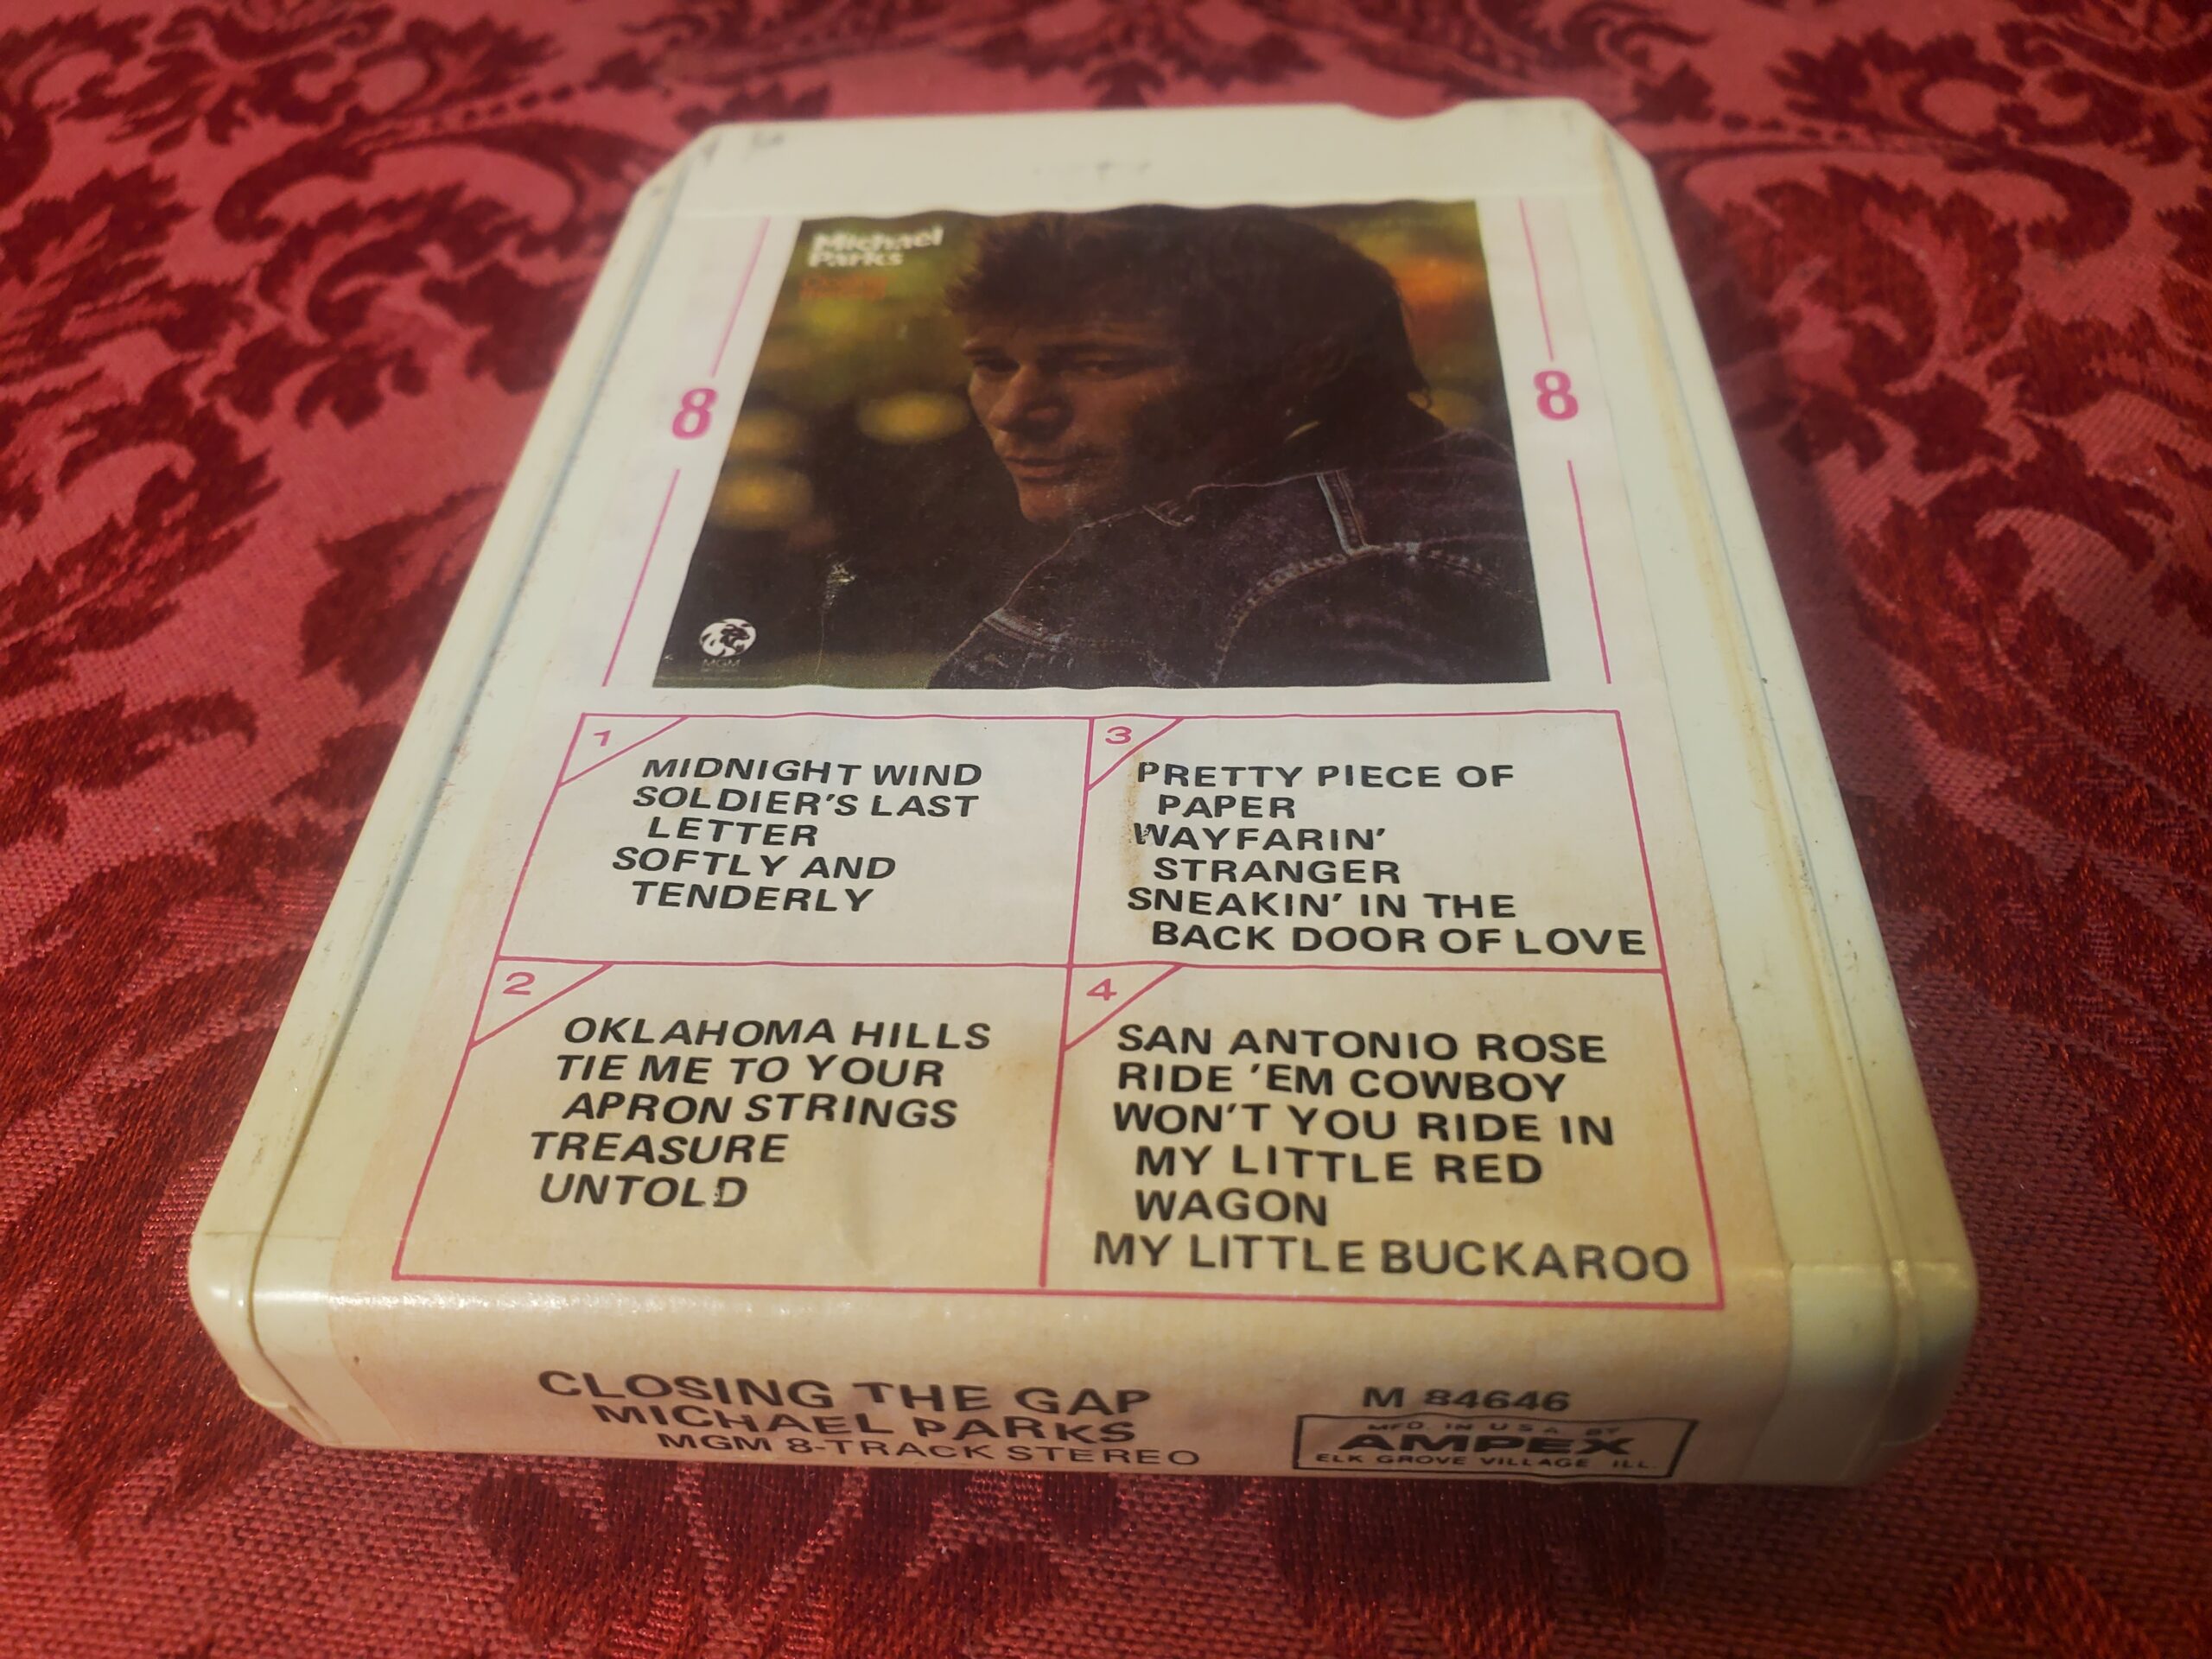 Michael
Parks
8
8
MGM
1
MIDNIGHT WIND
SOLDIER'S LAST
LETTER
SOFTLY AND
TENDERLY
2
OKLAHOMA HILLS
TIE ME TO YOUR
APRON STRINGS
TREASURE
UNTOLD
3
PRETTY PIECE OF
PAPER
WAYFARIN'
STRANGER
SNEAKIN' IN THE
BACK DOOR OF LOVE
4
SAN ANTONIO ROSE
RIDE 'EM COWBOY
WON'T YOU RIDE IN
MY LITTLE RED
WAGON
MY LITTLE BUCKAROO
CLOSING THE GAP
MICHAEL PARKS
MGM 8-TRACK STEREO
M 84646
MFD. IN U S A BY
AMPEX
ELK GROVE VILLAGE ILL.